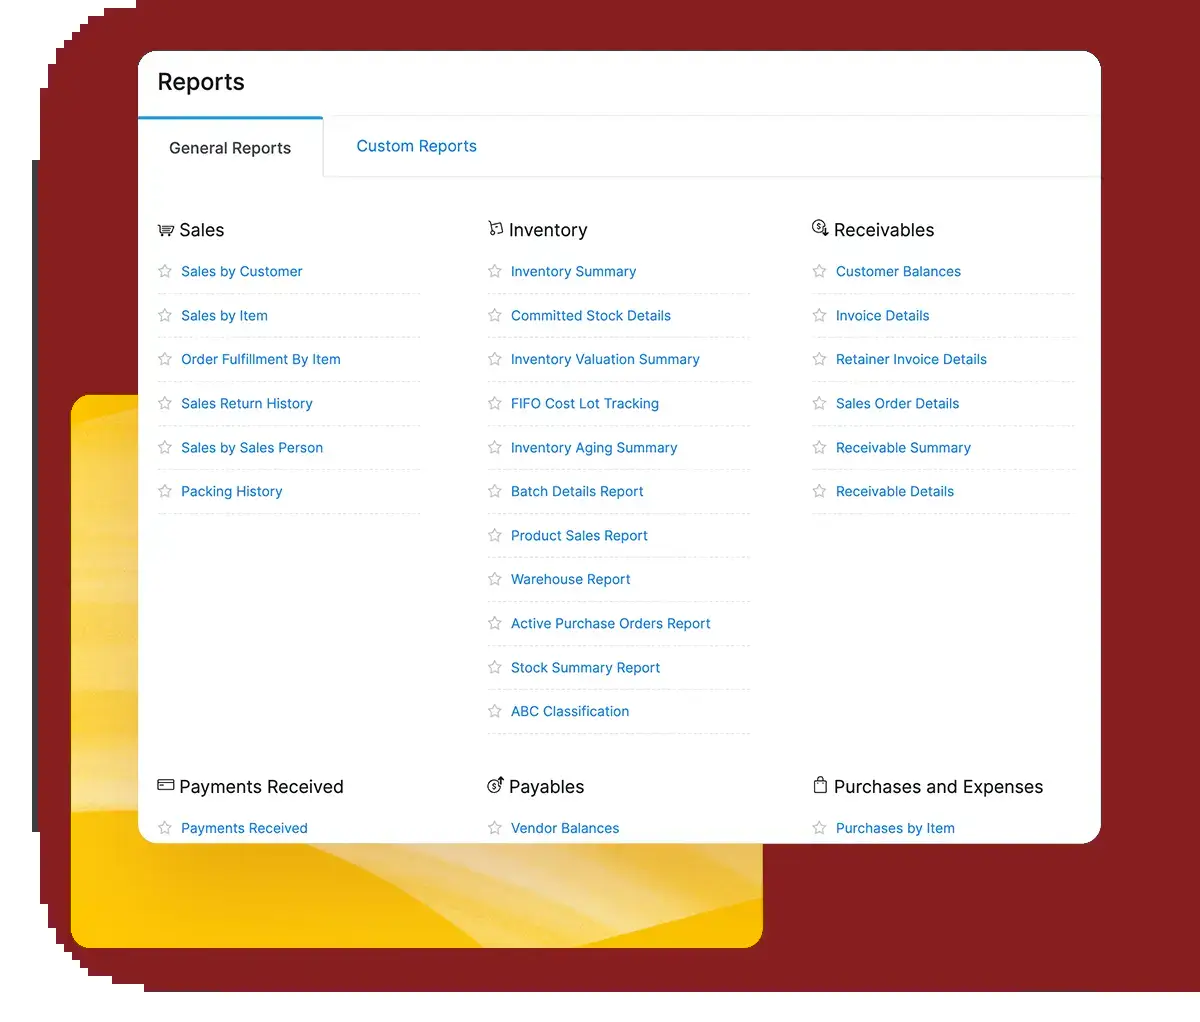 Reports
General Reports
Custom Reports
Sales
Sales by Customer
Sales by Item
Order Fulfillment By Item
Sales Return History
Sales by Sales Person
Packing History
Inventory
Inventory Summary
Committed Stock Details
Inventory Valuation Summary
FIFO Cost Lot Tracking
Inventory Aging Summary
Batch Details Report
Product Sales Report
Warehouse Report
Active Purchase Orders Report
Stock Summary Report
ABC Classification
Receivables
Customer Balances
Invoice Details
Retainer Invoice Details
Sales Order Details
Receivable Summary
Receivable Details
Payments Received
Payments Received
Payables
Vendor Balances
Purchases and Expenses
Purchases by Item